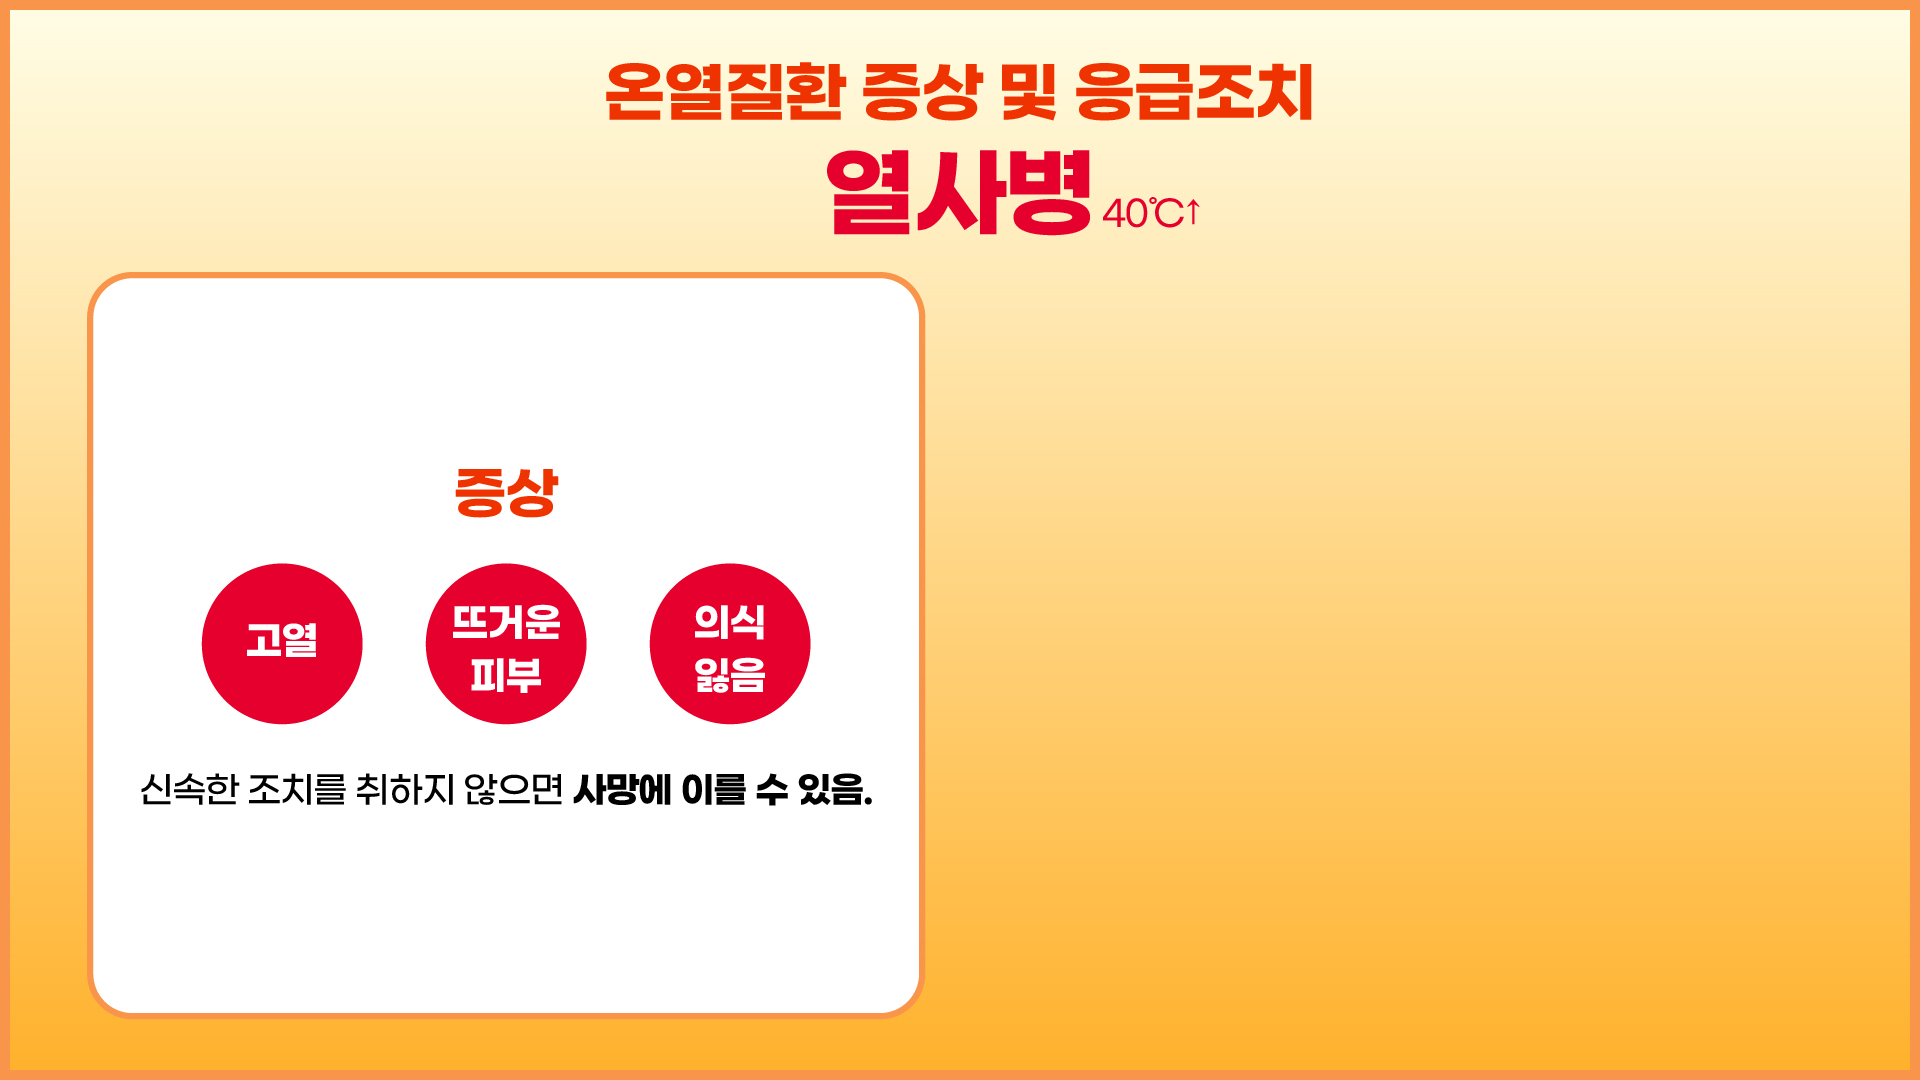 온열질환 증상 및 응급조치
열사병 40℃↑
증상
고열
뜨거운
피부
의식
잃음
신속한 조치를 취하지 않으면 사망에 이를 수 있음.